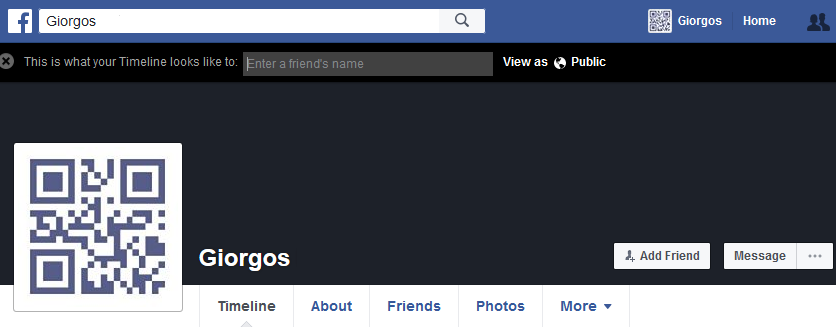 f Giorgos Giorgos Home
This is what your Timeline looks like to: Enter a friend's name View as Public
Giorgos
Add Friend Message ...
Timeline About Friends Photos More